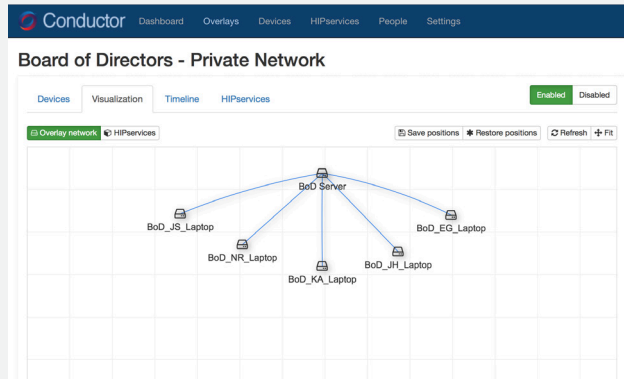 Conductor Dashboard Overlays Devices HIPservices People Settings
Board of Directors - Private Network
Devices Visualization Timeline HIPservices Enabled Disabled
Overlay network HIPservices Save positions Restore positions Refresh Fit
BoD Server
BoD_JS_Laptop
BoD_EG_Laptop
BoD_NR_Laptop
BoD_JH_Laptop
BoD_KA_Laptop